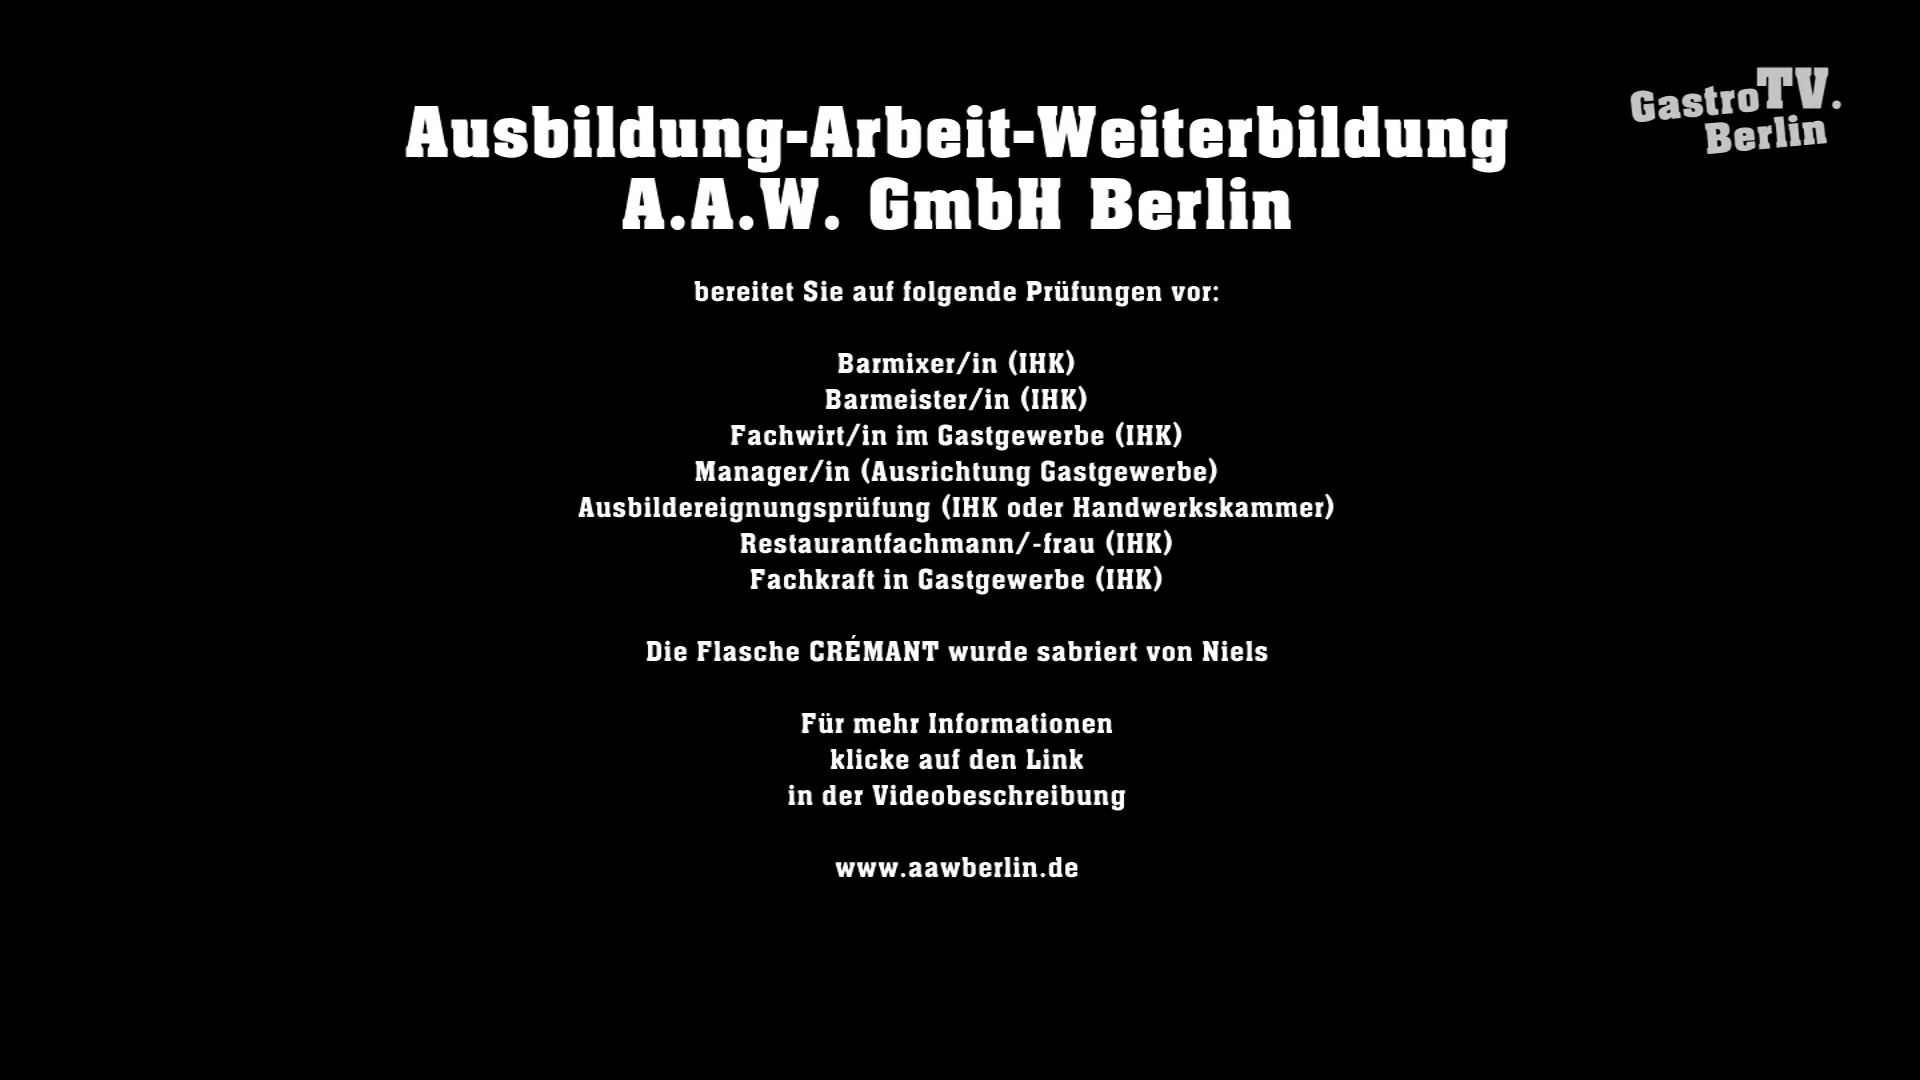 Ausbildung-Arbeit-Weiterbildung
A.A.W. GmbH Berlin
GastroTV.
Berlin
bereitet Sie auf folgende Prüfungen vor:
Barmixer/in (IHK)
Barmeister/in (IHK)
Fachwirt/in im Gastgewerbe (IHK)
Manager/in (Ausrichtung Gastgewerbe)
Ausbildereignungsprüfung (IHK oder Handwerkskammer)
Restaurantfachmann/-frau (IHK)
Fachkraft in Gastgewerbe (IHK)
Die Flasche CRÉMANT wurde sabriert von Niels
Für mehr Informationen
klicke auf den Link
in der Videobeschreibung
www.aawberlin.de